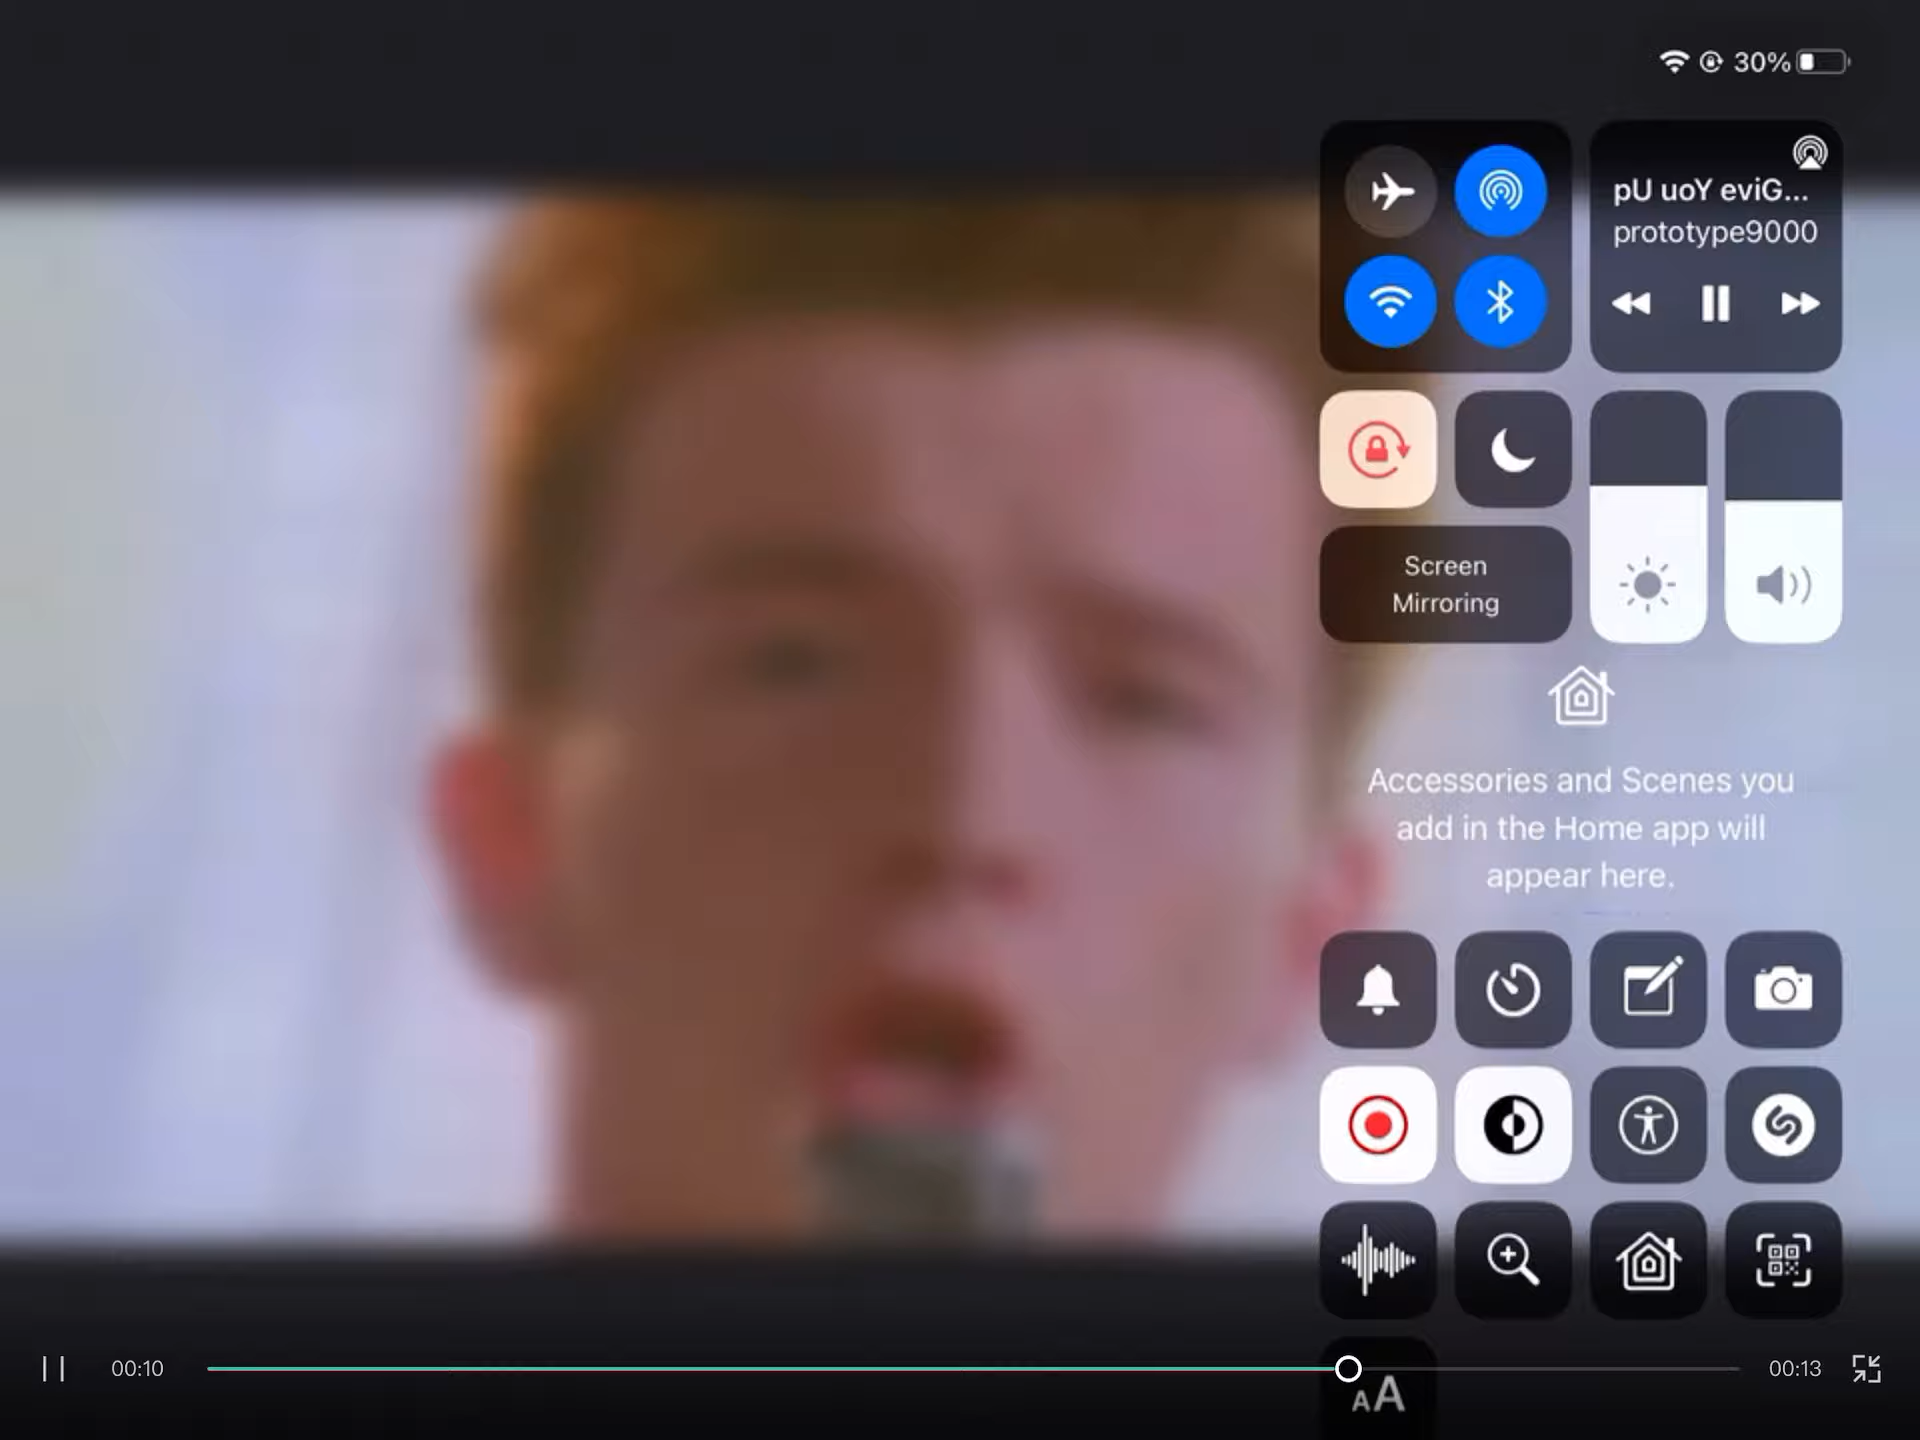 30%
pU uoY eviG...
prototype9000
Screen
Mirroring
Accessories and Scenes you
add in the Home app will
appear here.
00:10
00:13
AA